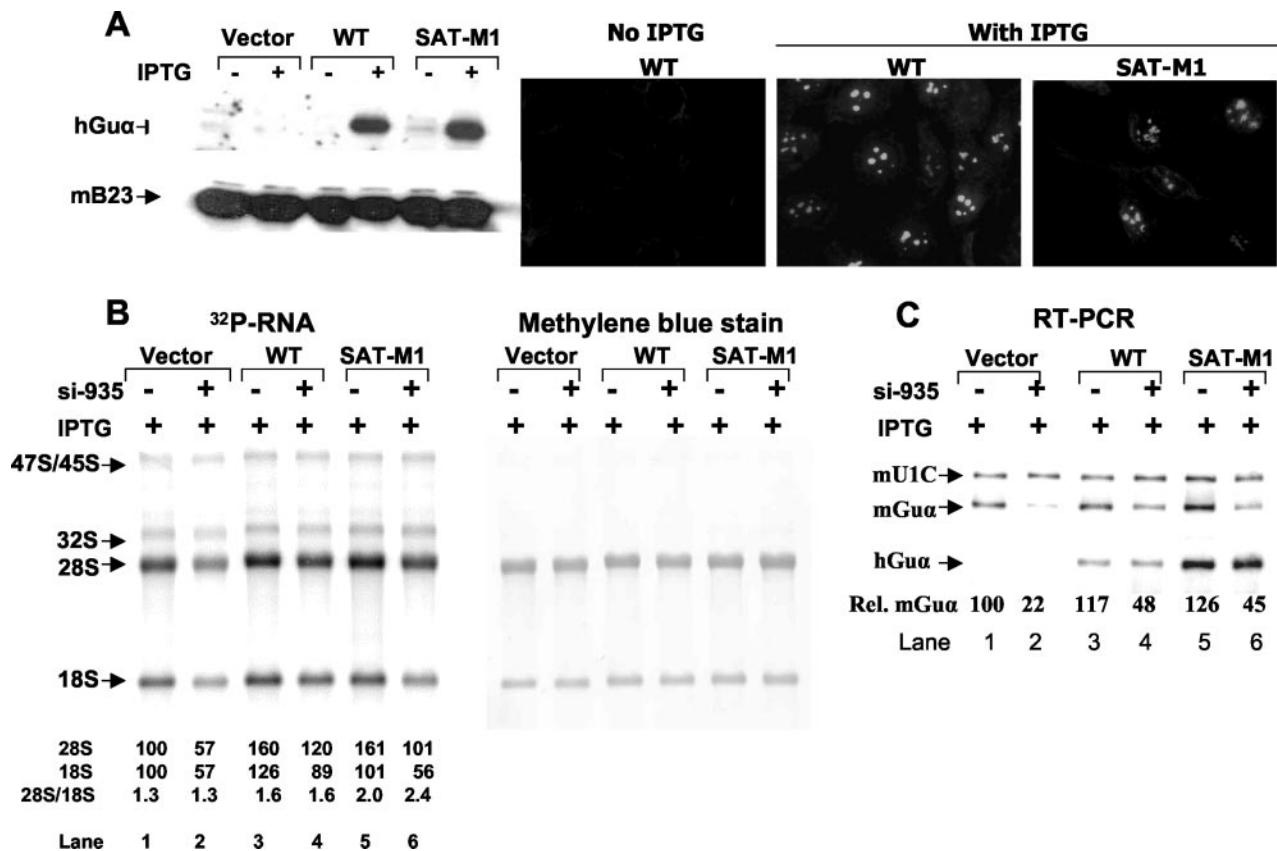 A
Vector WT SAT-M1
IPTG - + - + - +
hGuα
mB23
No IPTG
WT
With IPTG
WT SAT-M1
B
32P-RNA
Vector WT SAT-M1
si-935 - + - + - +
IPTG + + + + + +
47S/45S
32S
28S
18S
28S 100 57 160 120 161 101
18S 100 57 126 89 101 56
28S/18S 1.3 1.3 1.6 1.6 2.0 2.4
Lane 1 2 3 4 5 6
Methylene blue stain
Vector WT SAT-M1
- + - + - +
+ + + + + +
C
RT-PCR
Vector WT SAT-M1
si-935 - + - + - +
IPTG + + + + + +
mU1C
mGuα
hGuα
Rel. mGuα 100 22 117 48 126 45
Lane 1 2 3 4 5 6